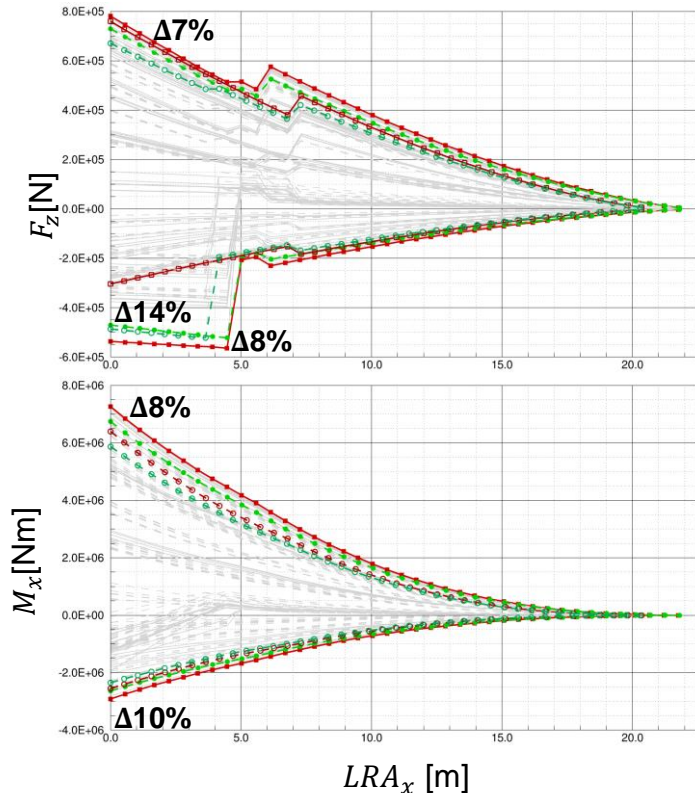 8.0E+05
Δ7%
6.0E+05
4.0E+05
2.0E+05
F_z[N]
0.0E+00
-2.0E+05
-4.0E+05
Δ14%
Δ8%
-6.0E+05
0.0 5.0 10.0 15.0 20.0
8.0E+06
Δ8%
6.0E+06
4.0E+06
M_x[Nm]
2.0E+06
0.0E+00
-2.0E+06
Δ10%
-4.0E+06
0.0 5.0 10.0 15.0 20.0
LRA_x [m]